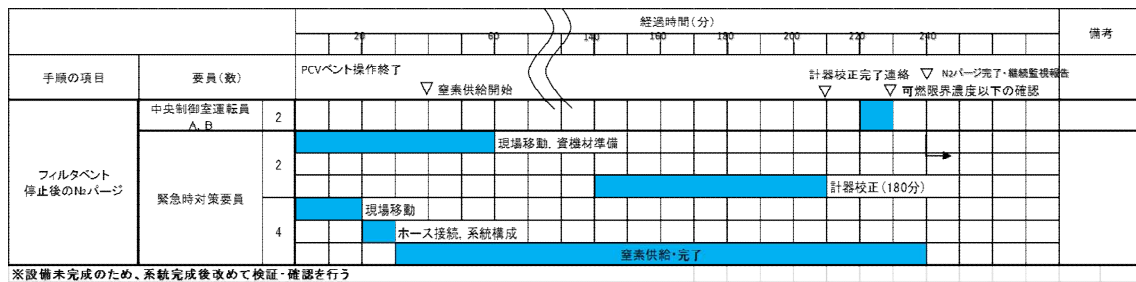 経過時間(分)
備考
20 60 140 160 180 200 220 240
手順の項目 要員(数)
PCVベント操作終了
計器校正完了連絡
▽ N2パージ完了・継続監視報告
▽ 窒素供給開始
▽ ▽ 可燃限界濃度以下の確認
中央制御室運転員
A, B
2
フィルタベント
停止後のN2パージ
緊急時対策要員
2
現場移動, 資機材準備
計器校正(180分)
4
現場移動
ホース接続, 系統構成
窒素供給・完了
※設備未完成のため、系統完成後改めて検証・確認を行う